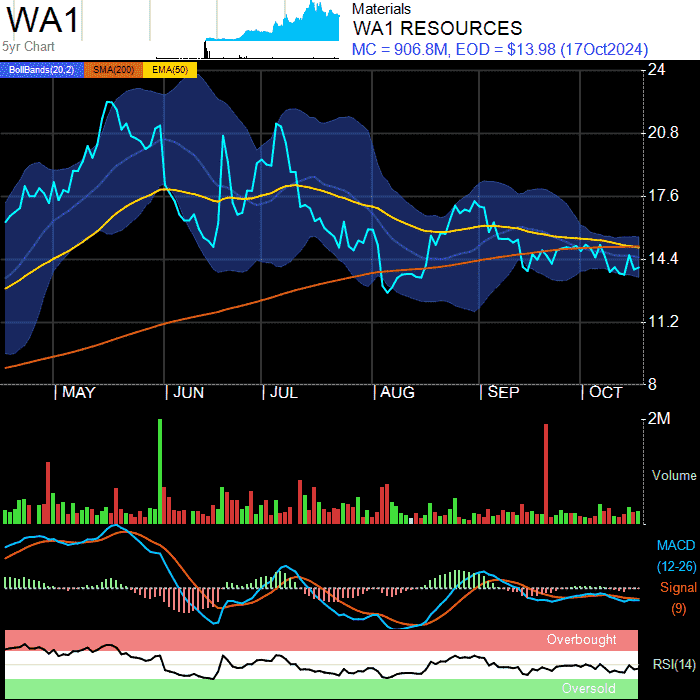 WA1
5yr Chart
Materials
WA1 RESOURCES
MC = 906.8M, EOD = $13.98 (17Oct2024)
BollBands(20,2) SMA(200) EMA(50)
24
20.8
17.6
14.4
11.2
8
MAY JUN JUL AUG SEP OCT
2M
Volume
MACD
(12-26)
Signal
(9)
Overbought
RSI(14)
Oversold